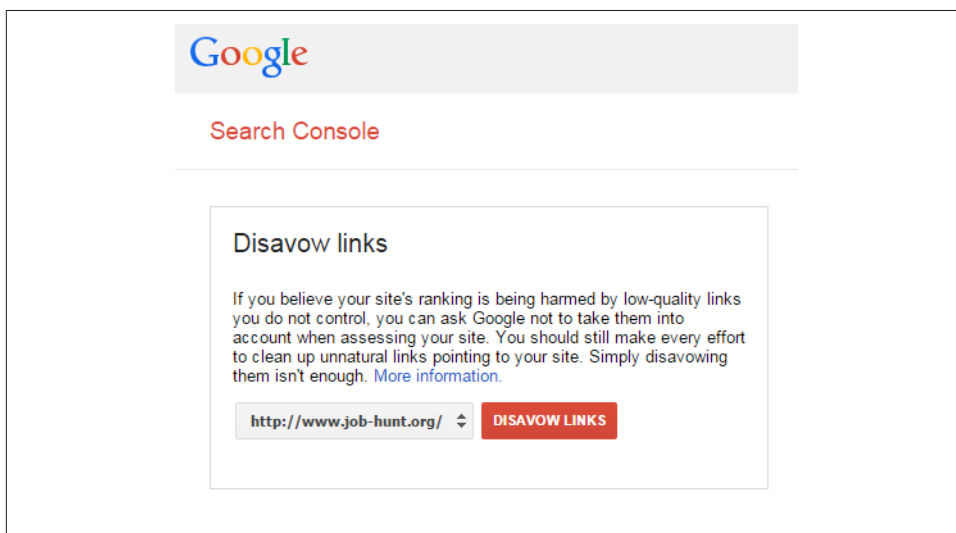 Google
Search Console
Disavow links
If you believe your site's ranking is being harmed by low-quality links
you do not control, you can ask Google not to take them into
account when assessing your site. You should still make every effort
to clean up unnatural links pointing to your site. Simply disavowing
them isn't enough. More information.
http://www.job-hunt.org/ DISAVOW LINKS